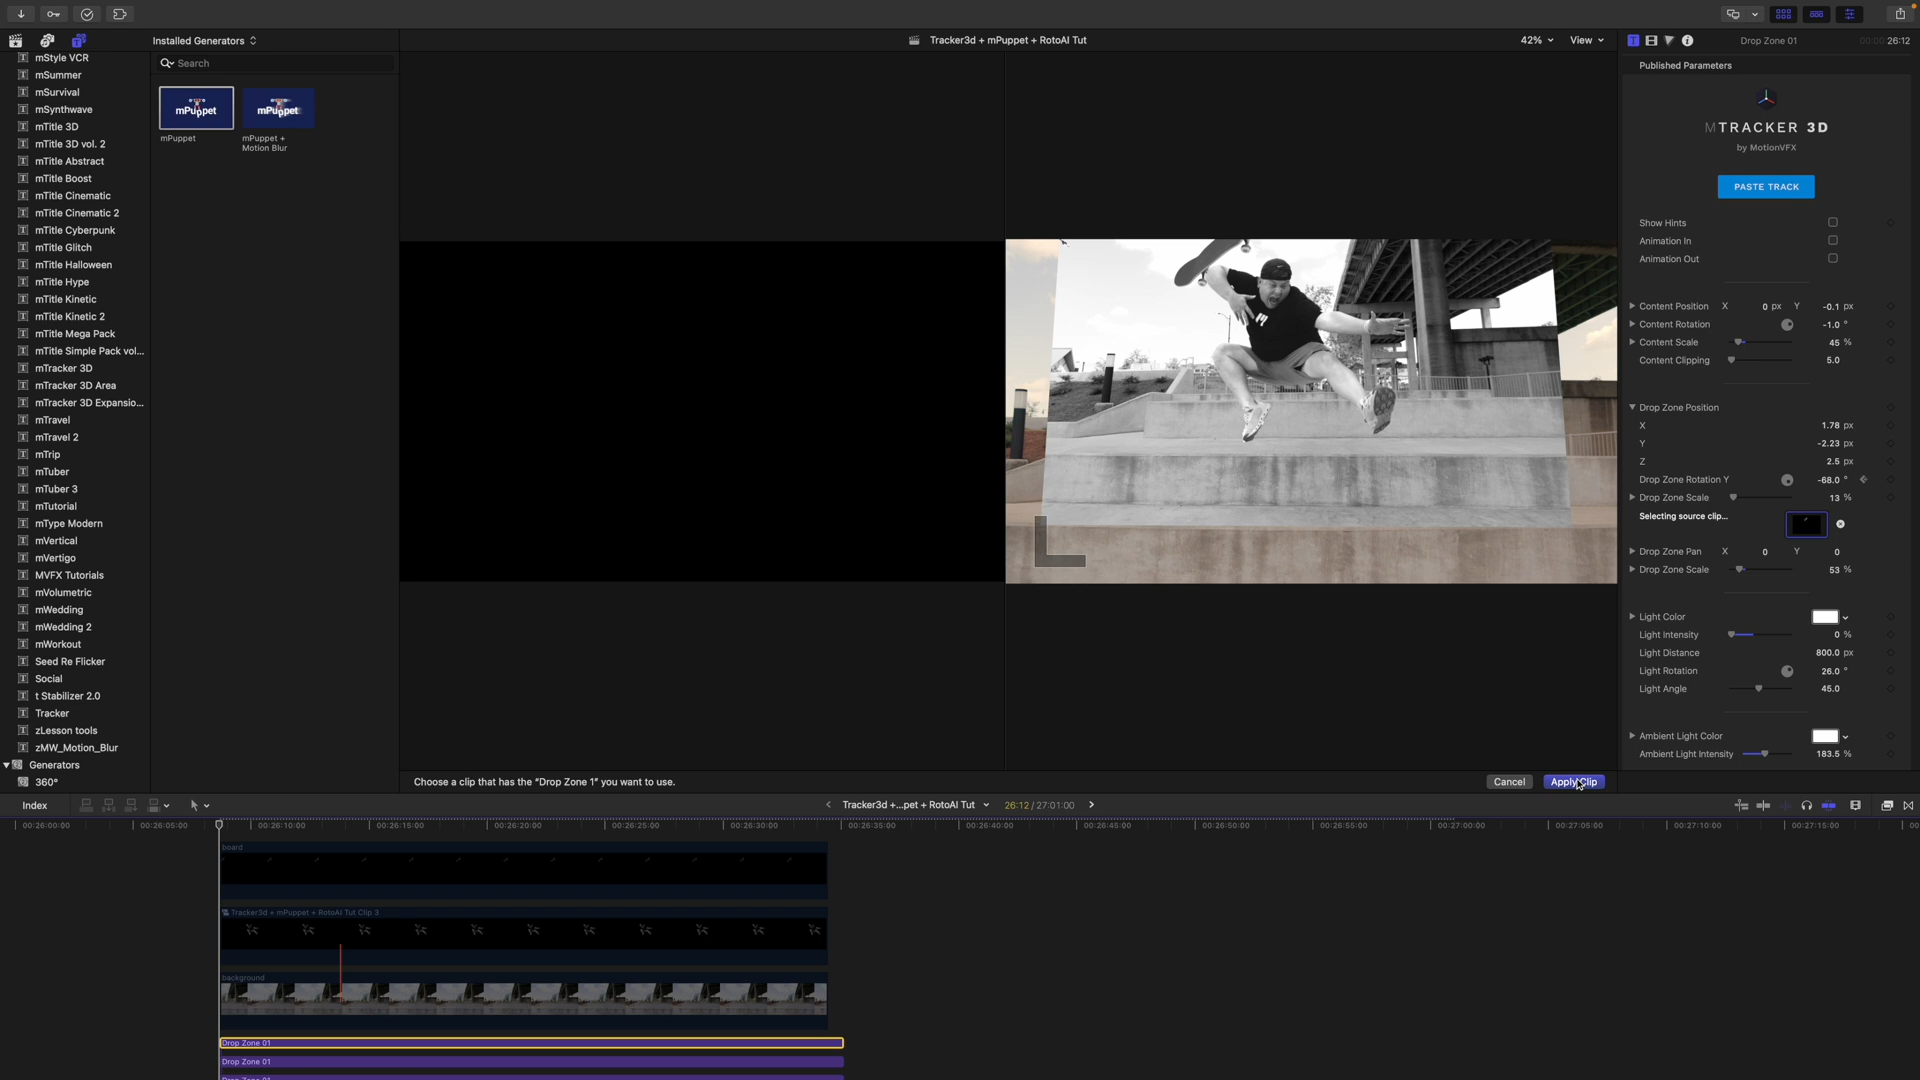 Installed Generators
Tracker3d + mPuppet + RotoAI Tut
42%
View
Drop Zone 01
00:00:26:12
mStyle VCR
mSummer
mSurvival
mSynthwave
mTitle 3D
mTitle 3D vol. 2
mTitle Abstract
mTitle Boost
mTitle Cinematic
mTitle Cinematic 2
mTitle Cyberpunk
mTitle Glitch
mTitle Halloween
mTitle Hype
mTitle Kinetic
mTitle Kinetic 2
mTitle Mega Pack
mTitle Simple Pack vol...
mTracker 3D
mTracker 3D Area
mTracker 3D Expansio...
mTravel
mTravel 2
mTrip
mTuber
mTuber 3
mTutorial
mType Modern
mVertical
mVertigo
MVFX Tutorials
mVolumetric
mWedding
mWedding 2
mWorkout
Seed Re Flicker
Social
t Stabilizer 2.0
Tracker
zLesson tools
zMW_Motion_Blur
Generators
360°
Search
mPuppet
mPuppet
mPuppet
mPuppet +
Motion Blur
Published Parameters
MTRACKER 3D
by MotionVFX
PASTE TRACK
Show Hints
Animation In
Animation Out
Content Position X 0 px Y -0.1 px
Content Rotation -1.0 °
Content Scale 45 %
Content Clipping 5.0
Drop Zone Position
X 1.78 px
Y -2.23 px
Z 2.5 px
Drop Zone Rotation Y -68.0 °
Drop Zone Scale 13 %
Selecting source clip...
Drop Zone Pan X 0 Y 0
Drop Zone Scale 53 %
Light Color
Light Intensity 0 %
Light Distance 800.0 px
Light Rotation 26.0 °
Light Angle 45.0
Ambient Light Color
Ambient Light Intensity 183.5 %
Choose a clip that has the "Drop Zone 1" you want to use.
Cancel
Apply Clip
Index
Tracker3d +...pet + RotoAI Tut
26:12 / 27:01:00
00:26:00:00
00:26:05:00
00:26:10:00
00:26:15:00
00:26:20:00
00:26:25:00
00:26:30:00
00:26:35:00
00:26:40:00
00:26:45:00
00:26:50:00
00:26:55:00
00:27:00:00
00:27:05:00
00:27:10:00
00:27:15:00
00
board
Tracker3d + mPuppet + RotoAI Tut Clip 3
background
Drop Zone 01
Drop Zone 01
Drop Zone 01